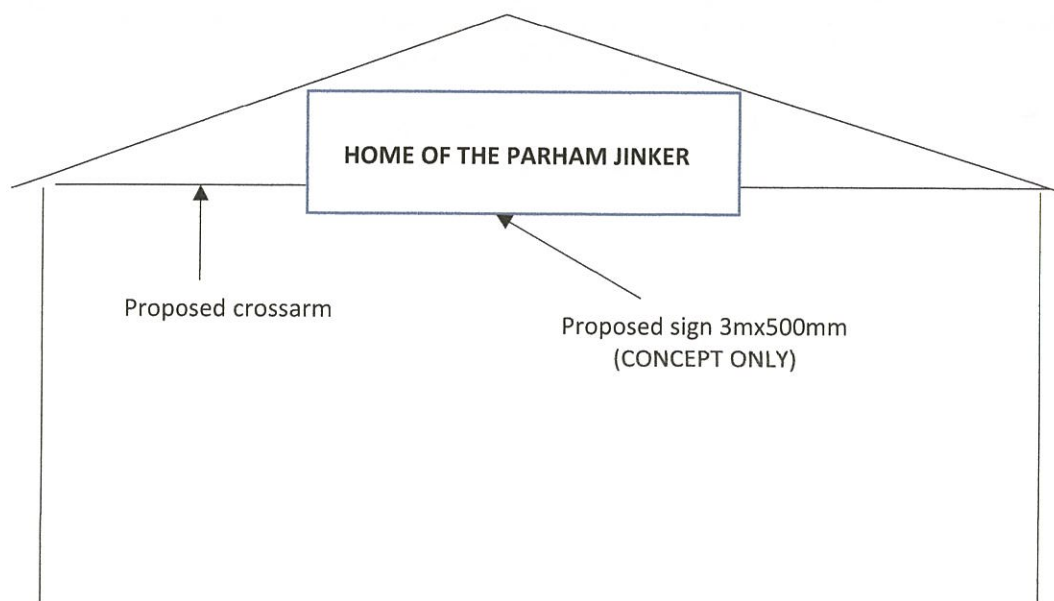 HOME OF THE PARHAM JINKER
Proposed crossarm
Proposed sign 3mx500mm
(CONCEPT ONLY)